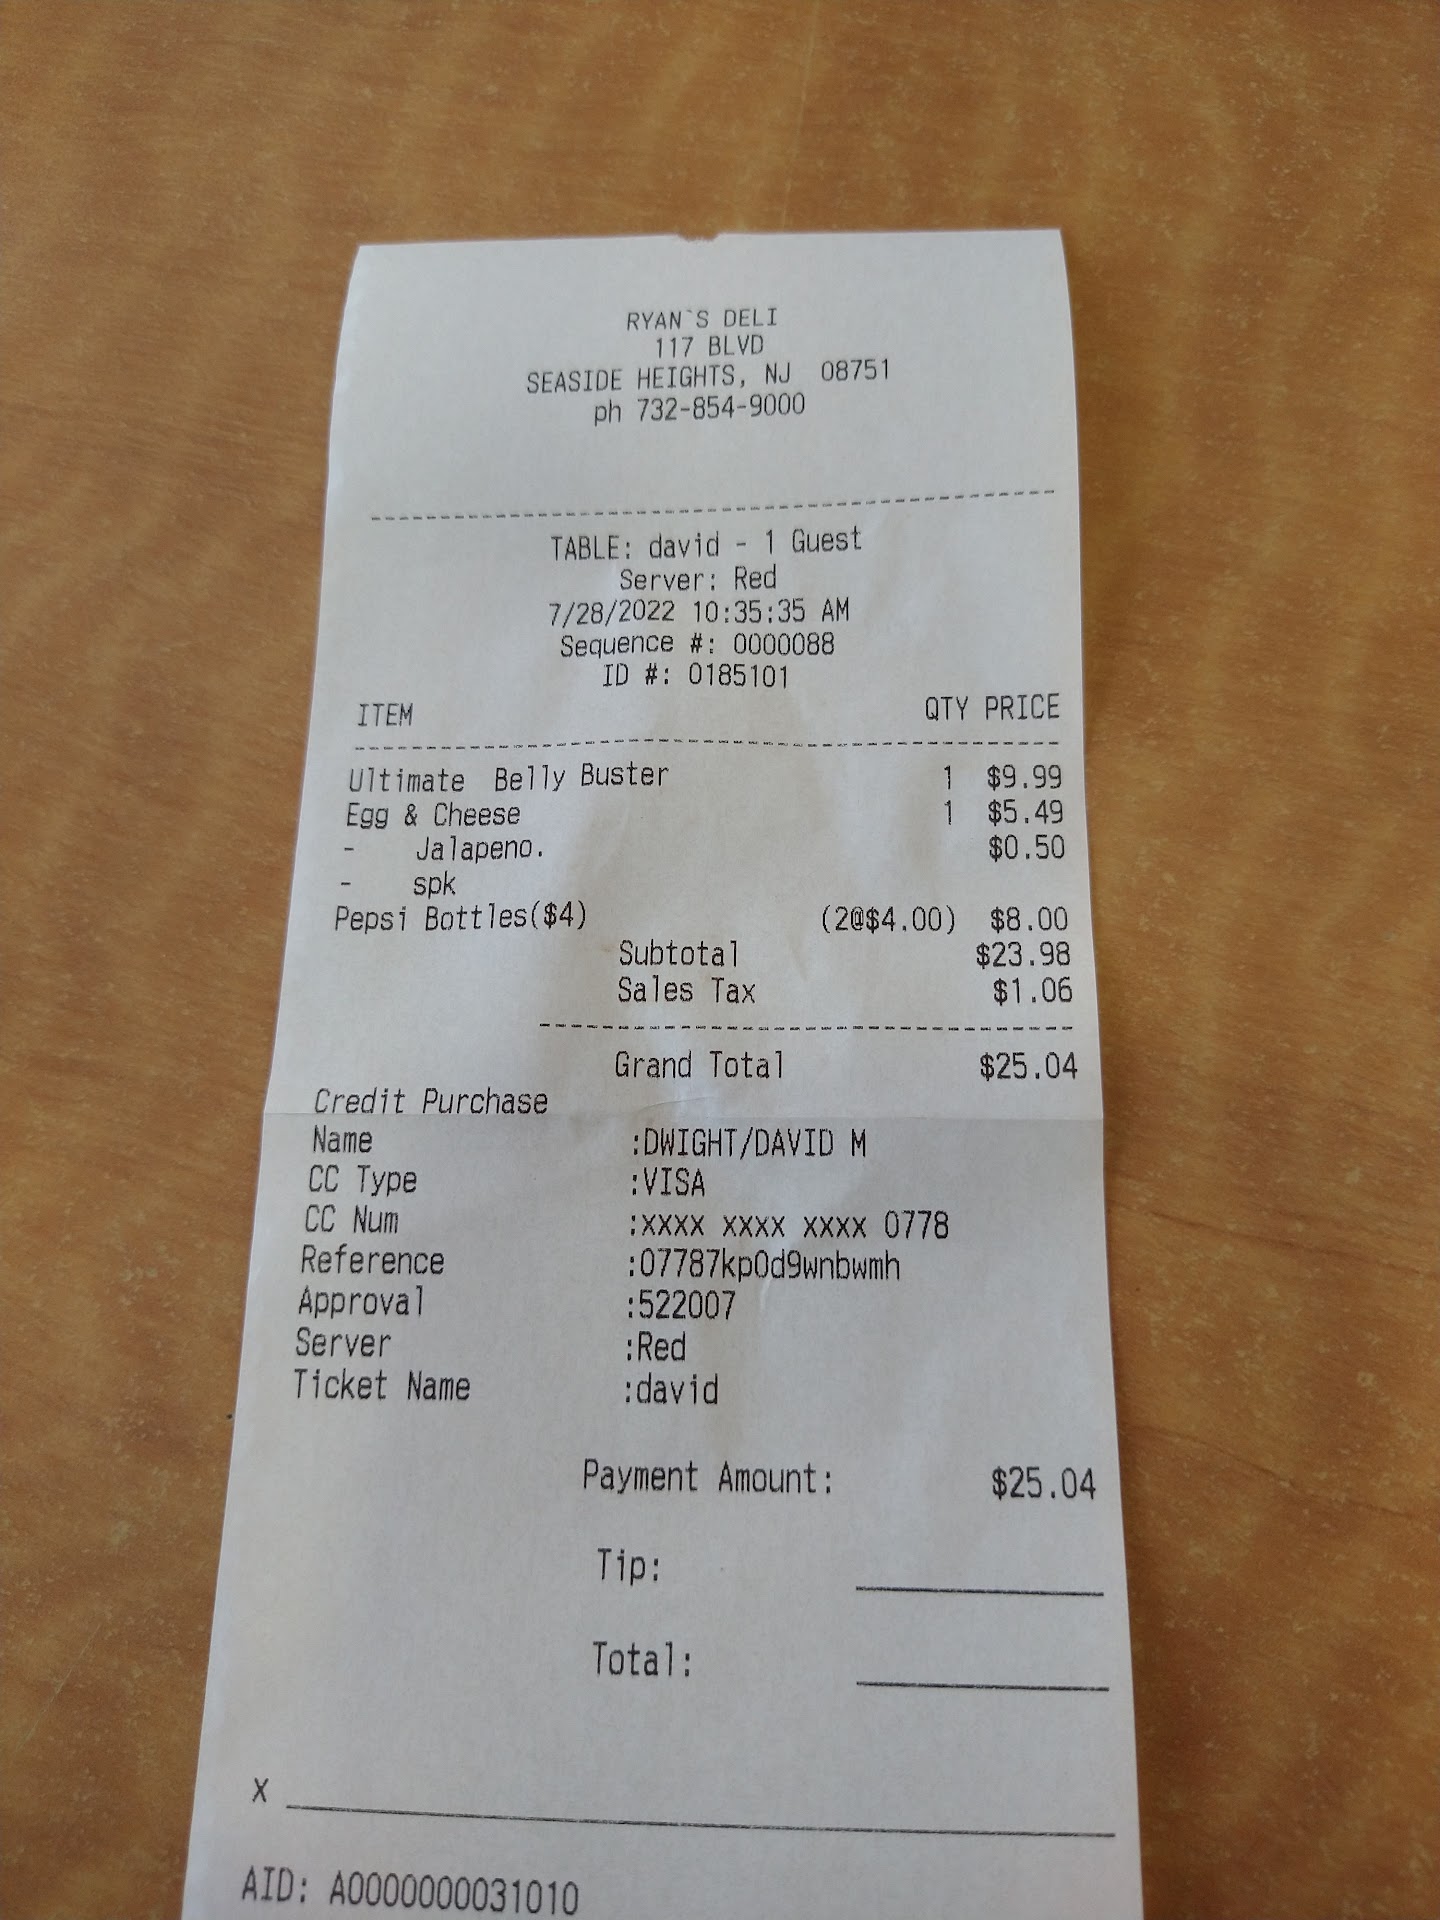 RYAN`S DELI
117 BLVD
SEASIDE HEIGHTS, NJ 08751
ph 732-854-9000
TABLE: david - 1 Guest
Server: Red
7/28/2022 10:35:35 AM
Sequence #: 0000088
ID #: 0185101
ITEM QTY PRICE
Ultimate Belly Buster 1 $9.99
Egg & Cheese 1 $5.49
- Jalapeno. $0.50
- spk
Pepsi Bottles($4) (2@$4.00) $8.00
Subtotal $23.98
Sales Tax $1.06
Grand Total $25.04
Credit Purchase
Name :DWIGHT/DAVID M
CC Type :VISA
CC Num :xxxx xxxx xxxx 0778
Reference :07787kp0d9wnbwmh
Approval :522007
Server :Red
Ticket Name :david
Payment Amount: $25.04
Tip:
Total:
X
AID: A0000000031010